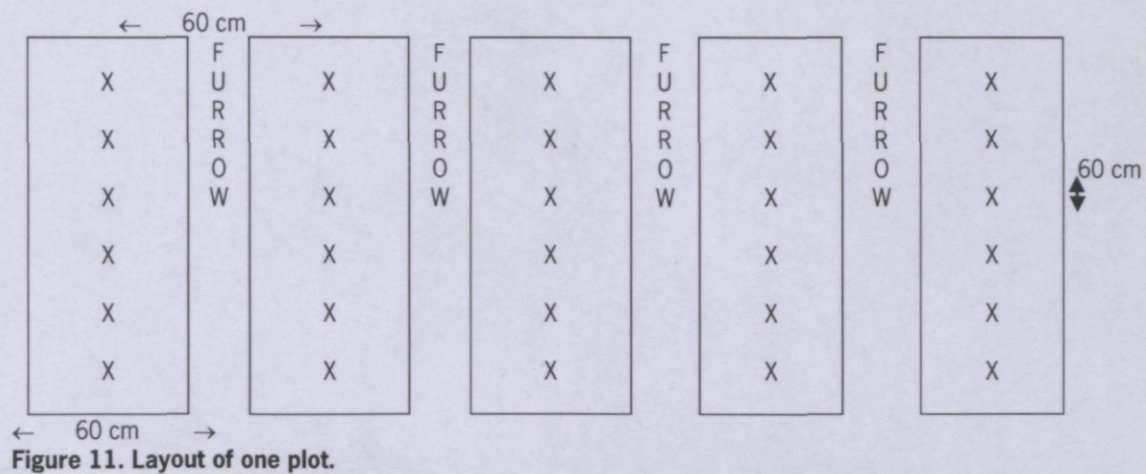 ← 60 cm →
F F F F
U X X U X U X U X
R R R R
R X X R X R X R X
O O O O
W X X W X W X W X 60 cm
X X X X X
X X X X X
X X X X X
← 60 cm →
Figure 11. Layout of one plot.